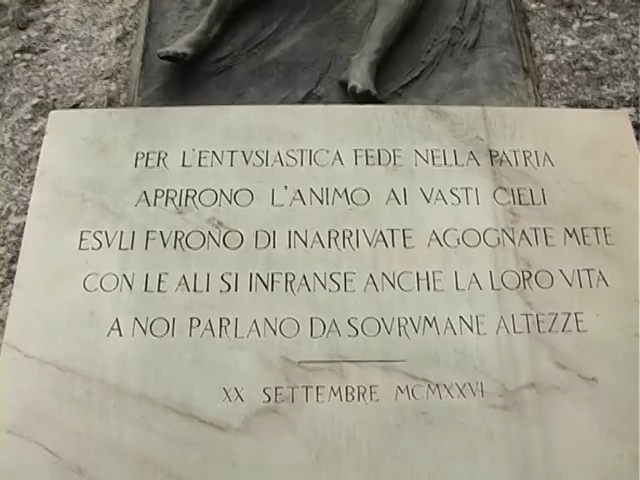 PER L'ENTVSIASTICA FEDE NELLA PATRIA
APRIRONO L'ANIMO AI VASTI CIELI
ESVLI FVRONO DI INARRIVATE AGOGNATE METE
CON LE ALI SI INFRANSE ANCHE LA LORO VITA
A NOI PARLANO DA SOVRVMANE ALTEZZE
XX SETTEMBRE MCMXXVI